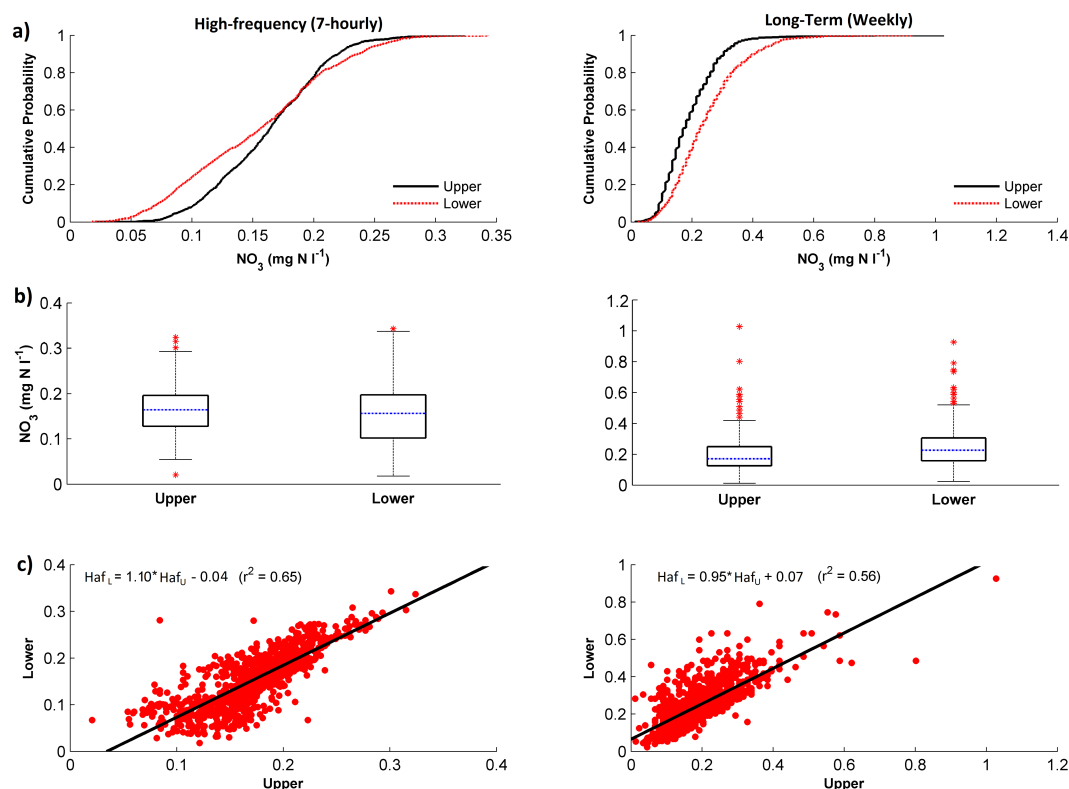 High-frequency (7-hourly)
Long-Term (Weekly)
a)
Cumulative Probability
1
0.8
0.6
0.4
0.2
0
Upper
Lower
0 0.05 0.1 0.15 0.2 0.25 0.3 0.35
NO3 (mg N l-1)
Cumulative Probability
1
0.8
0.6
0.4
0.2
0
Upper
Lower
0 0.2 0.4 0.6 0.8 1 1.2 1.4
NO3 (mg N l-1)
b)
NO3 (mg N l-1)
0.4
0.3
0.2
0.1
0
Upper Lower
1.2
1
0.8
0.6
0.4
0.2
0
Upper Lower
c)
Lower
0.4
0.3
0.2
0.1
0
Haf L = 1.10* Haf U - 0.04 (r2 = 0.65)
0 0.1 0.2 0.3 0.4
Upper
Lower
1
0.8
0.6
0.4
0.2
0
Haf L = 0.95* Haf U + 0.07 (r2 = 0.56)
0 0.2 0.4 0.6 0.8 1 1.2
Upper